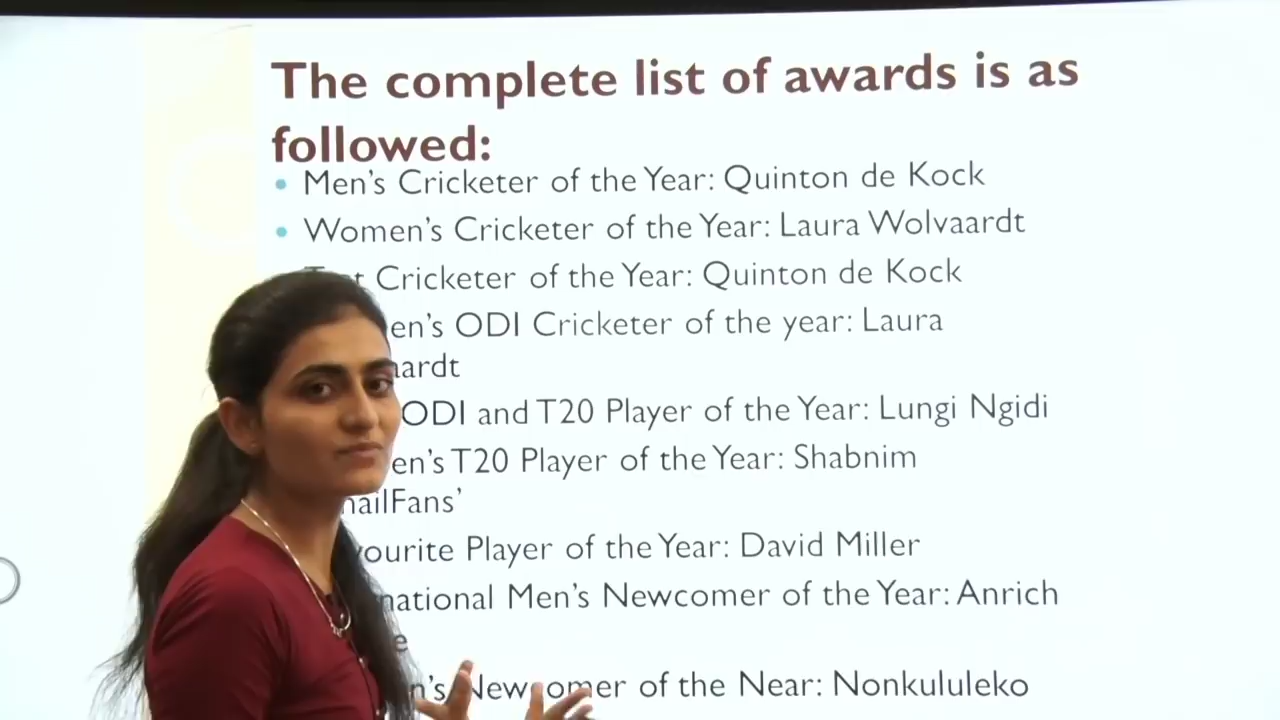 The complete list of awards is as
followed:
• Men's Cricketer of the Year: Quinton de Kock
• Women's Cricketer of the Year: Laura Wolvaardt
Cricketer of the Year: Quinton de Kock
en's ODI Cricketer of the year: Laura
ardt
ODI and T20 Player of the Year: Lungi Ngidi
en's T20 Player of the Year: Shabnim
nailFans'
ourite Player of the Year: David Miller
national Men's Newcomer of the Year: Anrich
e
n's Newcomer of the Near: Nonkululeko